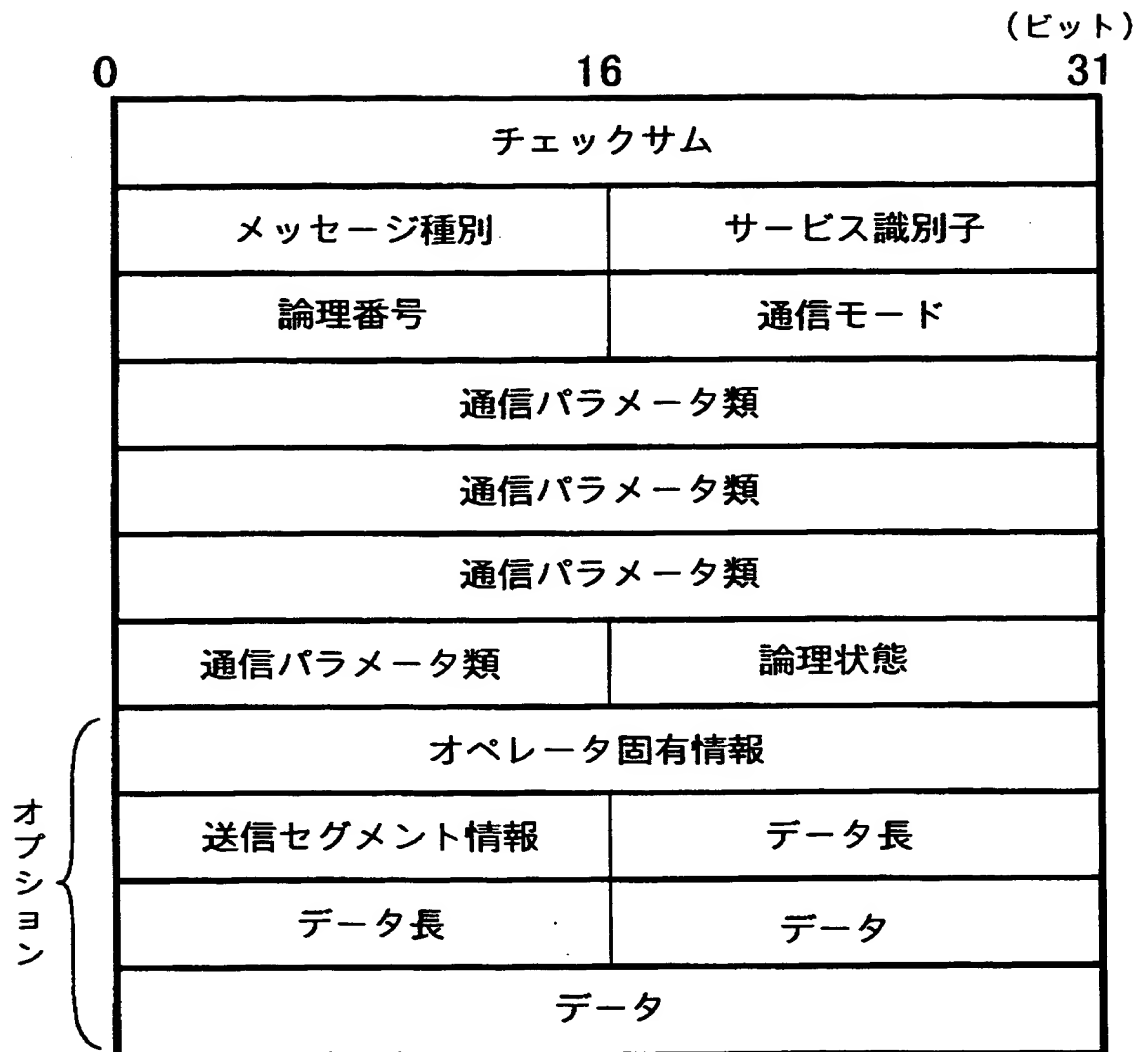 (ビット)
0 16 31
チェックサム
メッセージ種別 サービス識別子
論理番号 通信モード
通信パラメータ類
通信パラメータ類
通信パラメータ類
通信パラメータ類 論理状態
オペレータ固有情報
送信セグメント情報 データ長
データ長 データ
データ
オプション